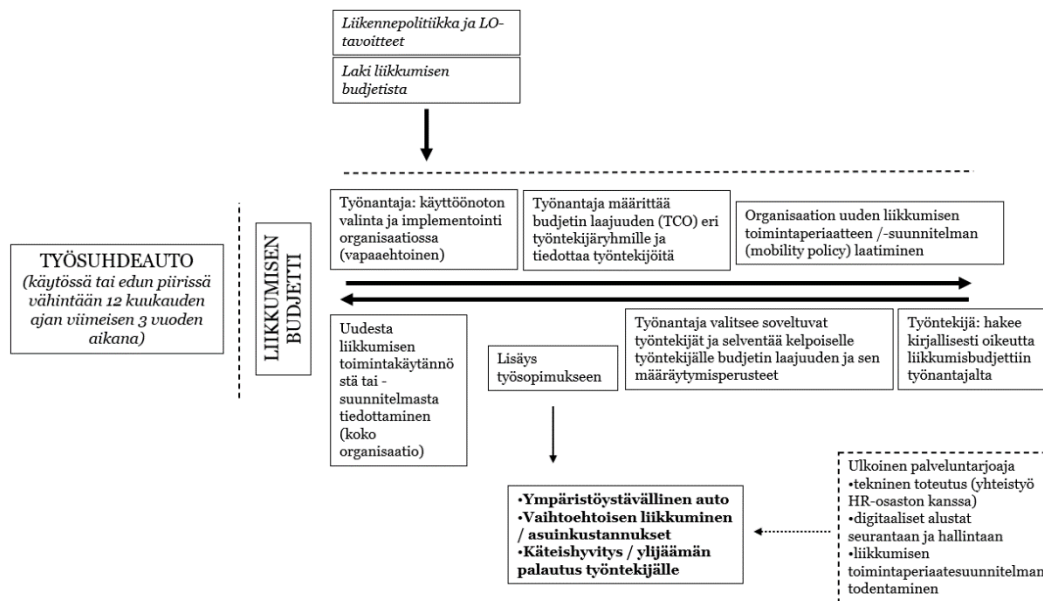 Liikennepolitiikka ja LO-
tavoitteet
Laki liikkumisen
budjetista
Työnantaja: käyttöönoton
valinta ja implementointi
organisaatiossa
(vapaaehtoinen)
Työnantaja määrittää
budjetin laajuuden (TCO) eri
työntekijäryhmille ja
tiedottaa työntekijöitä
Organisaation uuden liikkumisen
toimintaperiaatteen /-suunnitelman
(mobility policy) laatiminen
TYÖSUHDEAUTO
(käytössä tai edun piirissä
vähintään 12 kuukauden
ajan viimeisen 3 vuoden
aikana)
LIIKKUMISEN
BUDJETTI
Uudesta
liikkumisen
toimintakäytännö
stä tai -
suunnitelmasta
tiedottaminen
(koko
organisaatio)
Lisäys
työsopimukseen
Työnantaja valitsee soveltuvat
työntekijät ja selventää kelpoiselle
työntekijälle budjetin laajuuden ja sen
määräytymisperusteet
Työntekijä: hakee
kirjallisesti oikeutta
liikkumisbudjettiin
työnantajalta
•Ympäristöystävällinen auto
•Vaihtoehtoisen liikkuminen
/ asuinkustannukset
•Käteishyvitys / ylijäämän
palautus työntekijälle
Ulkoinen palveluntarjoaja
•tekninen toteutus (yhteistyö
HR-osaston kanssa)
•digitaaliset alustat
seurantaan ja hallintaan
•liikkumisen
toimintaperiaatesuunnitelman
todentaminen